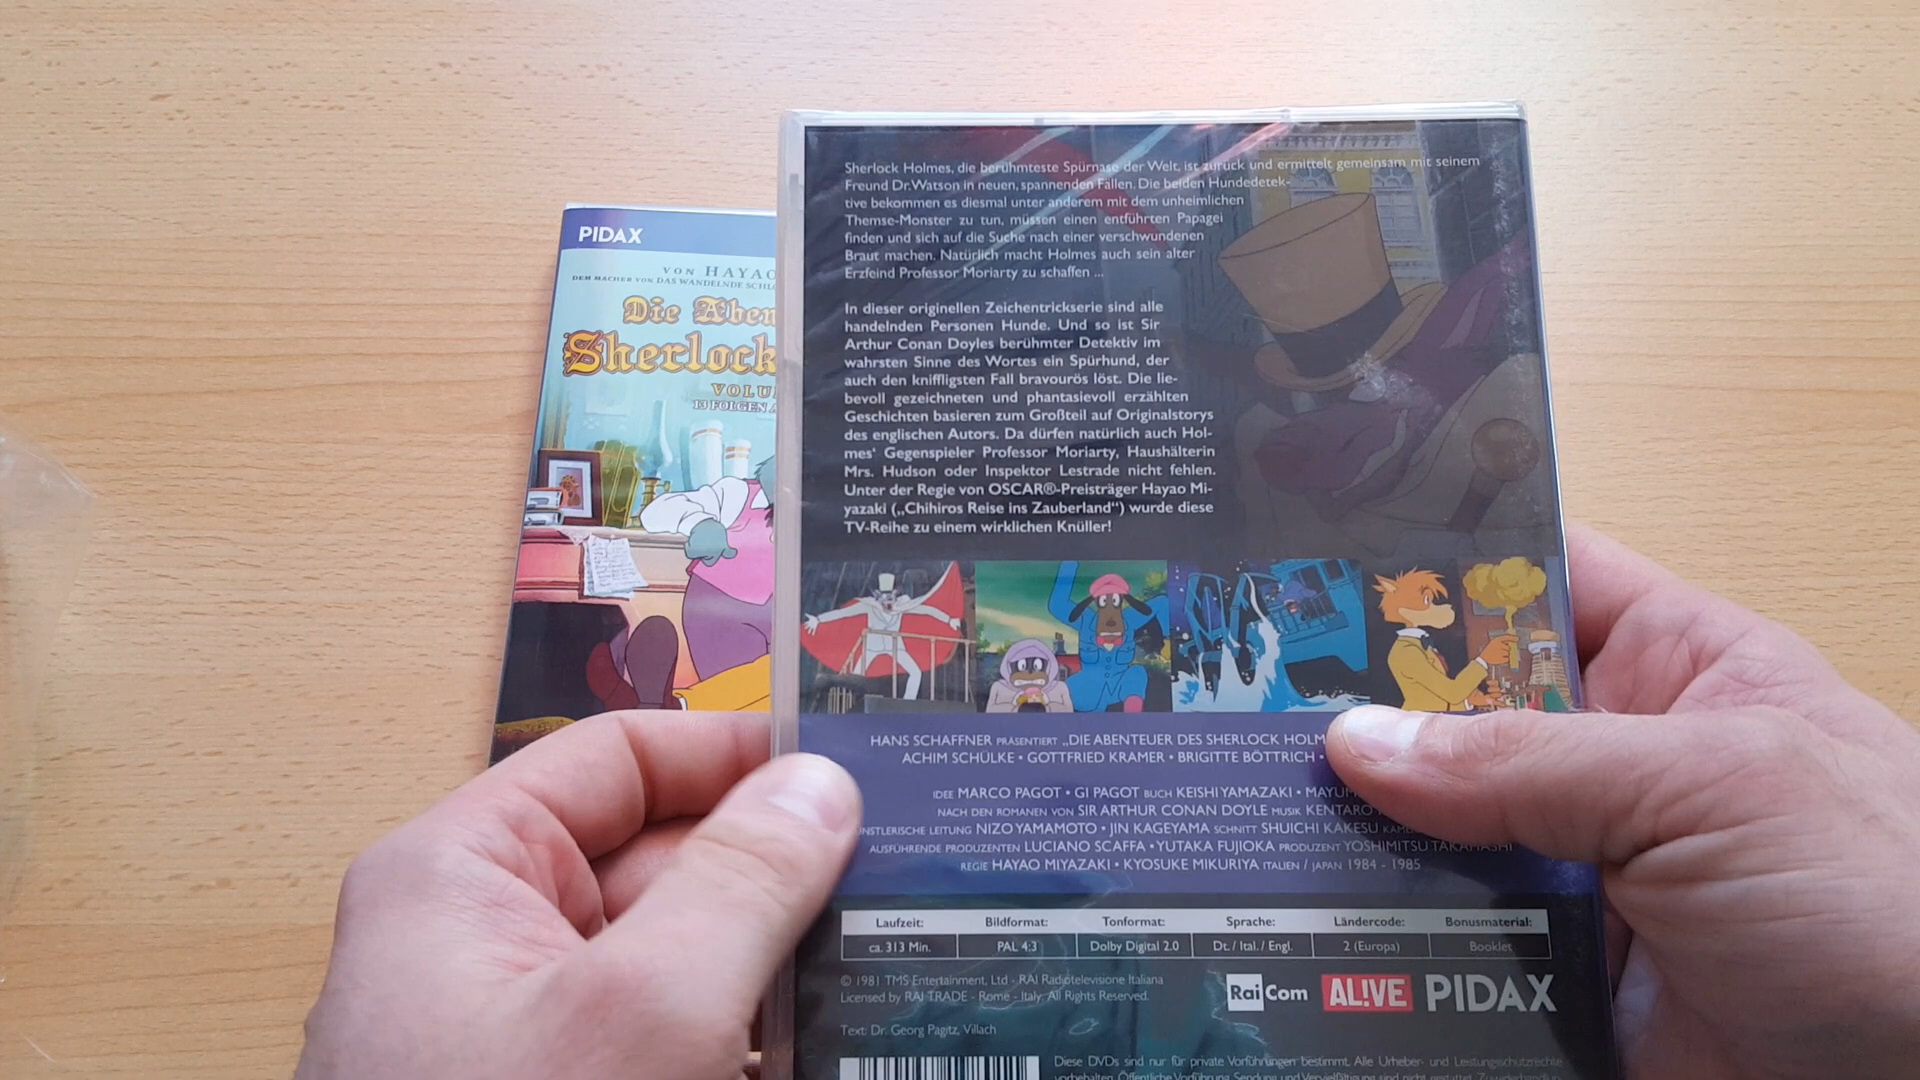 PIDAX
VON HAYAO
DEM MACHER VON DAS WANDELNDE SCHL
Die Aben
Sherlock
VOLU
13 FOLGEN A
Sherlock Holmes, die berühmteste Spürnase der Welt, ist zurück und ermittelt gemeinsam mit seinem
Freund Dr. Watson in neuen, spannenden Fällen. Die beiden Hundedetek-
tive bekommen es diesmal unter anderem mit dem unheimlichen
Themse-Monster zu tun, müssen einen entführten Papagei
finden und sich auf die Suche nach einer verschwundenen
Braut machen. Natürlich macht Holmes auch sein alter
Erzfeind Professor Moriarty zu schaffen ...
In dieser originellen Zeichentrickserie sind alle
handelnden Personen Hunde. Und so ist Sir
Arthur Conan Doyles berühmter Detektiv im
wahrsten Sinne des Wortes ein Spürhund, der
auch den kniffligsten Fall bravourös löst. Die lie-
bevoll gezeichneten und phantasievoll erzählten
Geschichten basieren zum Großteil auf Originalstorys
des englischen Autors. Da dürfen natürlich auch Hol-
mes' Gegenspieler Professor Moriarty, Haushälterin
Mrs. Hudson oder Inspektor Lestrade nicht fehlen.
Unter der Regie von OSCAR®-Preisträger Hayao Mi-
yazaki („Chihiros Reise ins Zauberland") wurde diese
TV-Reihe zu einem wirklichen Knüller!
HANS SCHAFFNER PRÄSENTIERT „DIE ABENTEUER DES SHERLOCK HOLM
ACHIM SCHÜLKE • GOTTFRIED KRAMER • BRIGITTE BÖTTRICH •
IDEE MARCO PAGOT • GI PAGOT BUCH KEISHI YAMAZAKI • MAYUM
NACH DEN ROMANEN VON SIR ARTHUR CONAN DOYLE MUSIK KENTARO
ÜNSTLERISCHE LEITUNG NIZO YAMAMOTO • JIN KAGEYAMA SCHNITT SHUICHI KAKESU KAME
AUSFÜHRENDE PRODUZENTEN LUCIANO SCAFFA • YUTAKA FUJIOKA PRODUZENT YOSHIMITSU TAKAHASHI
REGIE HAYAO MIYAZAKI • KYOSUKE MIKURIYA ITALIEN / JAPAN 1984 - 1985
Laufzeit: Bildformat: Tonformat: Sprache: Ländercode: Bonusmaterial:
ca. 313 Min. PAL 4:3 Dolby Digital 2.0 Dt. / Ital. / Engl. 2 (Europa) Booklet
© 1981 TMS Entertainment, Ltd - RAI Radiotelevisione Italiana
Licensed by RAI TRADE - Rome - Italy. All Rights Reserved.
Rai Com AL!VE PIDAX
Text: Dr. Georg Pagitz, Villach
Diese DVDs sind nur für private Vorführungen bestimmt. Alle Urheber- und Leistungsschutzrechte
vorbehalten. Öffentliche Vorführung, Sendung und Vervielfältigung sind nicht gestattet.